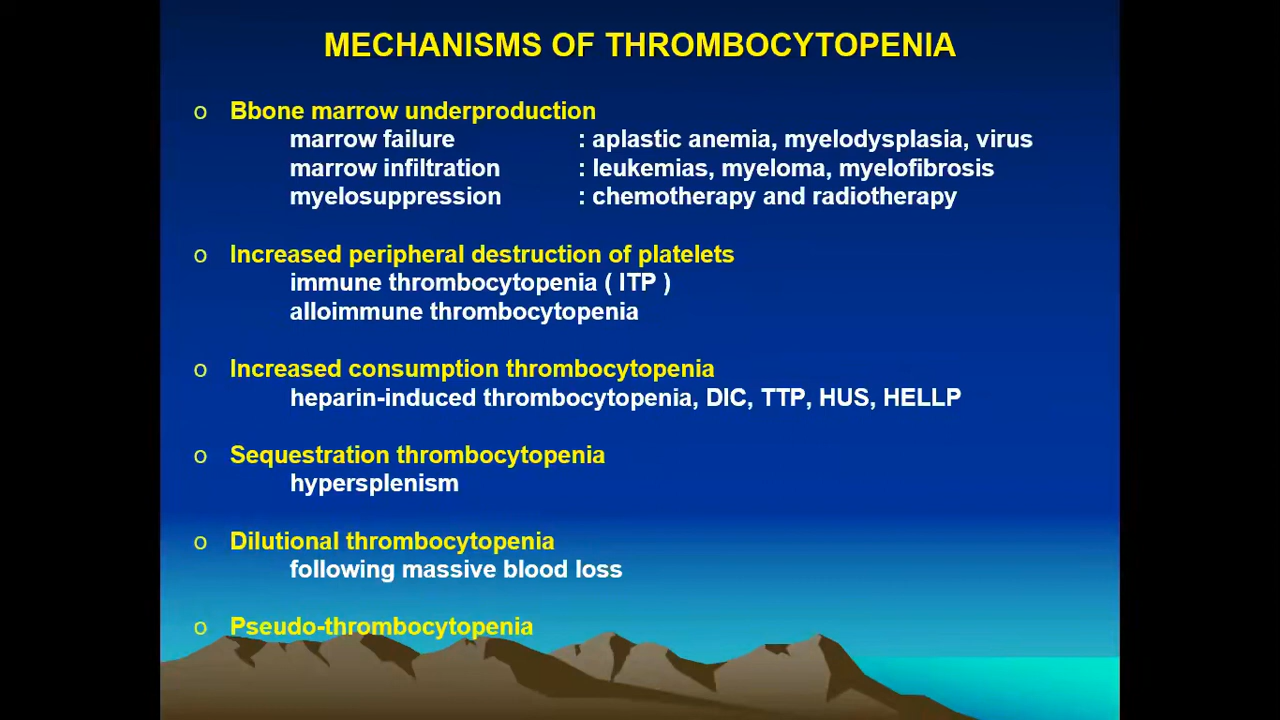 MECHANISMS OF THROMBOCYTOPENIA
o Bbone marrow underproduction
marrow failure : aplastic anemia, myelodysplasia, virus
marrow infiltration : leukemias, myeloma, myelofibrosis
myelosuppression : chemotherapy and radiotherapy
o Increased peripheral destruction of platelets
immune thrombocytopenia ( ITP )
alloimmune thrombocytopenia
o Increased consumption thrombocytopenia
heparin-induced thrombocytopenia, DIC, TTP, HUS, HELLP
o Sequestration thrombocytopenia
hypersplenism
o Dilutional thrombocytopenia
following massive blood loss
o Pseudo-thrombocytopenia